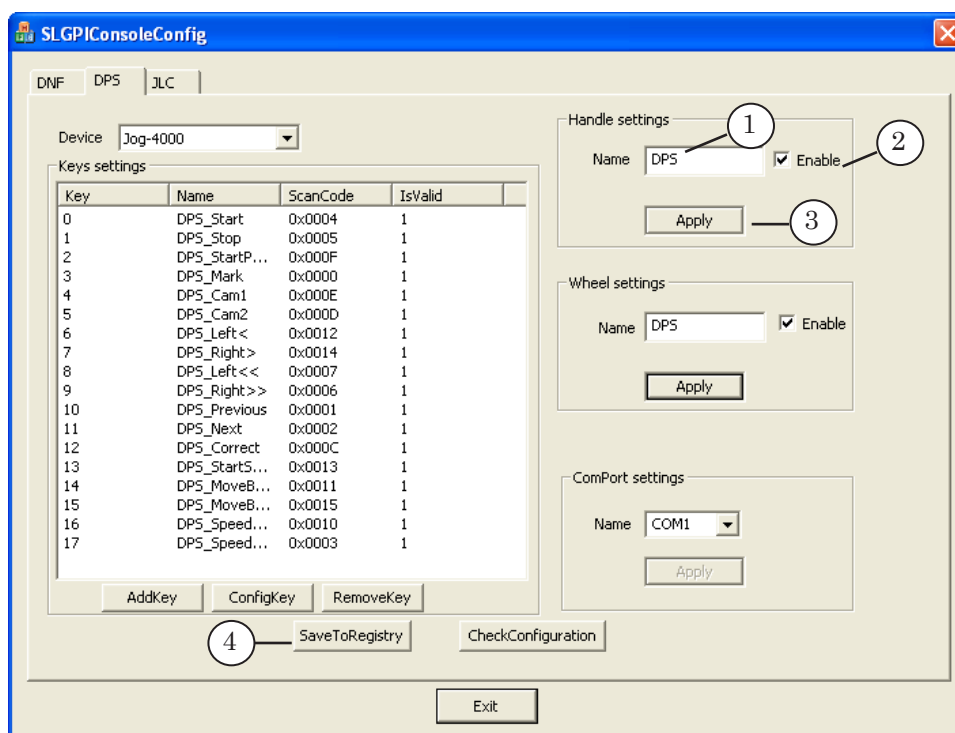 SLGPIConsoleConfig
DNF DPS JLC
Device Jog-4000
Keys settings
Key Name ScanCode IsValid
0 DPS_Start 0x0004 1
1 DPS_Stop 0x0005 1
2 DPS_StartP... 0x000F 1
3 DPS_Mark 0x0000 1
4 DPS_Cam1 0x000E 1
5 DPS_Cam2 0x000D 1
6 DPS_Left< 0x0012 1
7 DPS_Right> 0x0014 1
8 DPS_Left<< 0x0007 1
9 DPS_Right>> 0x0006 1
10 DPS_Previous 0x0001 1
11 DPS_Next 0x0002 1
12 DPS_Correct 0x000C 1
13 DPS_StartS... 0x0013 1
14 DPS_MoveB... 0x0011 1
15 DPS_MoveB... 0x0015 1
16 DPS_Speed... 0x0010 1
17 DPS_Speed... 0x0003 1
AddKey ConfigKey RemoveKey
4 SaveToRegistry CheckConfiguration
Handle settings
1
2
Name DPS Enable
Apply 3
Wheel settings
Name DPS Enable
Apply
ComPort settings
Name COM1
Apply
Exit